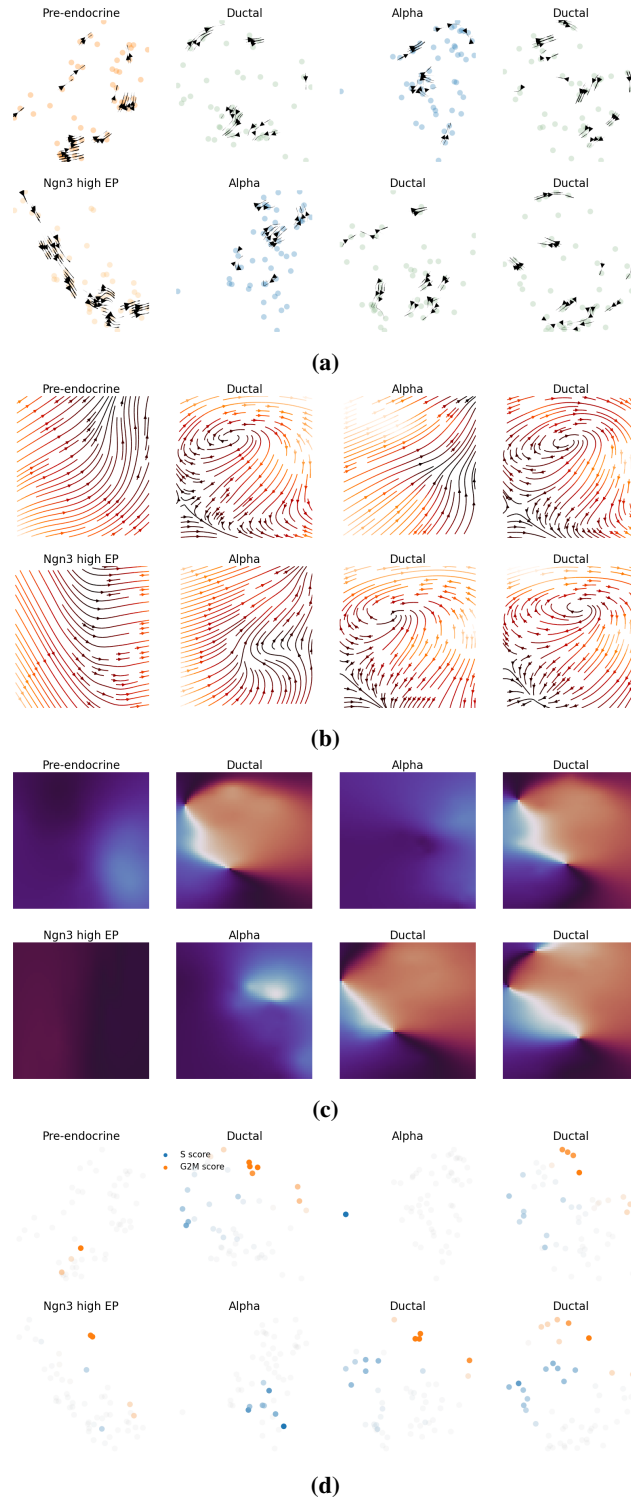 Pre-endocrine Ductal Alpha Ductal
Ngn3 high EP Alpha Ductal Ductal
(a)
Pre-endocrine Ductal Alpha Ductal
Ngn3 high EP Alpha Ductal Ductal
(b)
Pre-endocrine Ductal Alpha Ductal
Ngn3 high EP Alpha Ductal Ductal
(c)
Pre-endocrine Ductal Alpha Ductal
S score
G2M score
Ngn3 high EP Alpha Ductal Ductal
(d)